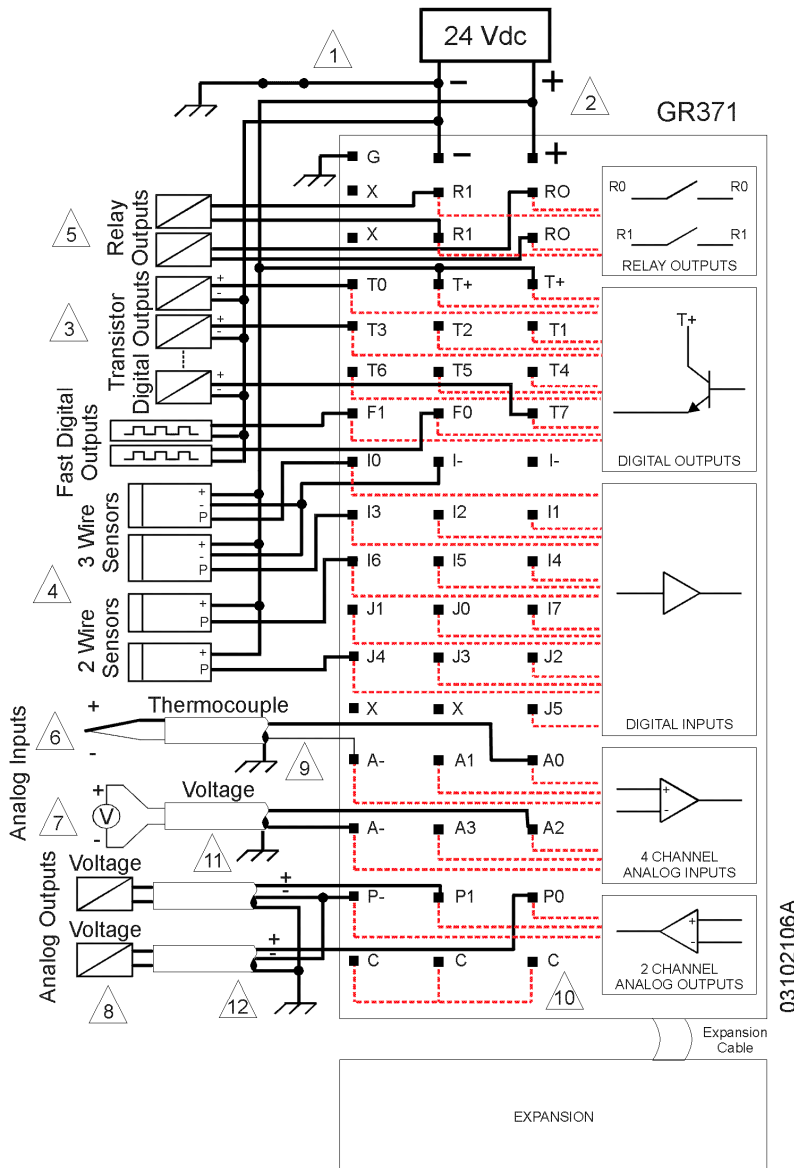 24 Vdc
1
− +
2
GR371
G − +
X R1 RO
R0 R0
5
Relay
Outputs
X R1 RO
R1 R1
RELAY OUTPUTS
+
-
T0 T+ T+
3
Transistor
Digital Outputs
+
-
T3 T2 T1
T+
T6 T5 T4
+
-
F1 F0 T7
Fast Digital
Outputs
DIGITAL OUTPUTS
I0 I- I-
+
-
P
3 Wire
Sensors
I3 I2 I1
+
-
P
I6 I5 I4
4
+
P
2 Wire
Sensors
J1 J0 I7
+
P
J4 J3 J2
X X J5
DIGITAL INPUTS
Analog Inputs
+
-
6
Thermocouple
9
A- A1 A0
+
-
+
V
-
7
Voltage
11
A- A3 A2
4 CHANNEL
ANALOG INPUTS
Analog Outputs
Voltage
+
-
P- P1 P0
+
-
Voltage
+
-
8
12
C C C
10
2 CHANNEL
ANALOG OUTPUTS
03102106A
Expansion
Cable
EXPANSION